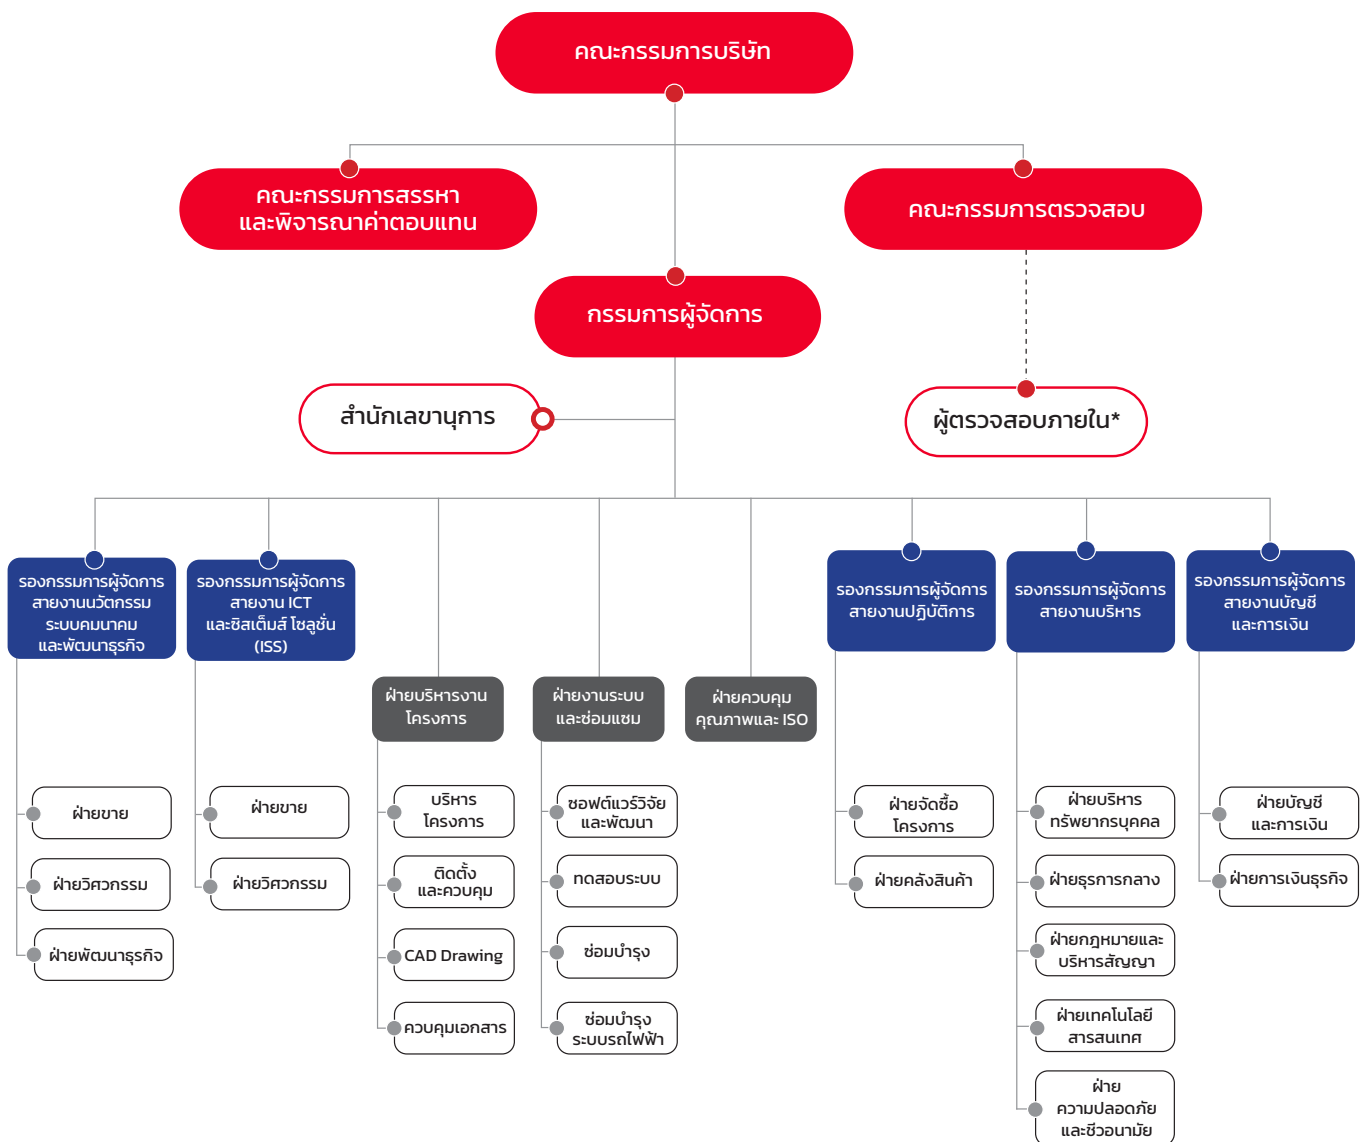 คณะกรรมการบริษัท
คณะกรรมการสรรหา
และพิจารณาค่าตอบแทน
คณะกรรมการตรวจสอบ
กรรมการผู้จัดการ
สำนักเลขานุการ
ผู้ตรวจสอบภายใน*
รองกรรมการผู้จัดการ
สายงานนวัตกรรม
ระบบคมนาคม
และพัฒนาธุรกิจ
รองกรรมการผู้จัดการ
สายงาน ICT
และซิสเต็มส์ โซลูชั่น
(ISS)
รองกรรมการผู้จัดการ
สายงานปฏิบัติการ
รองกรรมการผู้จัดการ
สายงานบริหาร
รองกรรมการผู้จัดการ
สายงานบัญชี
และการเงิน
ฝ่ายบริหารงาน
โครงการ
ฝ่ายงานระบบ
และซ่อมแซม
ฝ่ายควบคุม
คุณภาพและ ISO
ฝ่ายขาย
ฝ่ายวิศวกรรม
ฝ่ายพัฒนาธุรกิจ
ฝ่ายขาย
ฝ่ายวิศวกรรม
บริหาร
โครงการ
ติดตั้ง
และควบคุม
CAD Drawing
ควบคุมเอกสาร
ซอฟต์แวร์วิจัย
และพัฒนา
ทดสอบระบบ
ซ่อมบำรุง
ซ่อมบำรุง
ระบบรถไฟฟ้า
ฝ่ายจัดซื้อ
โครงการ
ฝ่ายคลังสินค้า
ฝ่ายบริหาร
ทรัพยากรบุคคล
ฝ่ายธุรการกลาง
ฝ่ายกฎหมายและ
บริหารสัญญา
ฝ่ายเทคโนโลยี
สารสนเทศ
ฝ่าย
ความปลอดภัย
และชีวอนามัย
ฝ่ายบัญชี
และการเงิน
ฝ่ายการเงินธุรกิจ